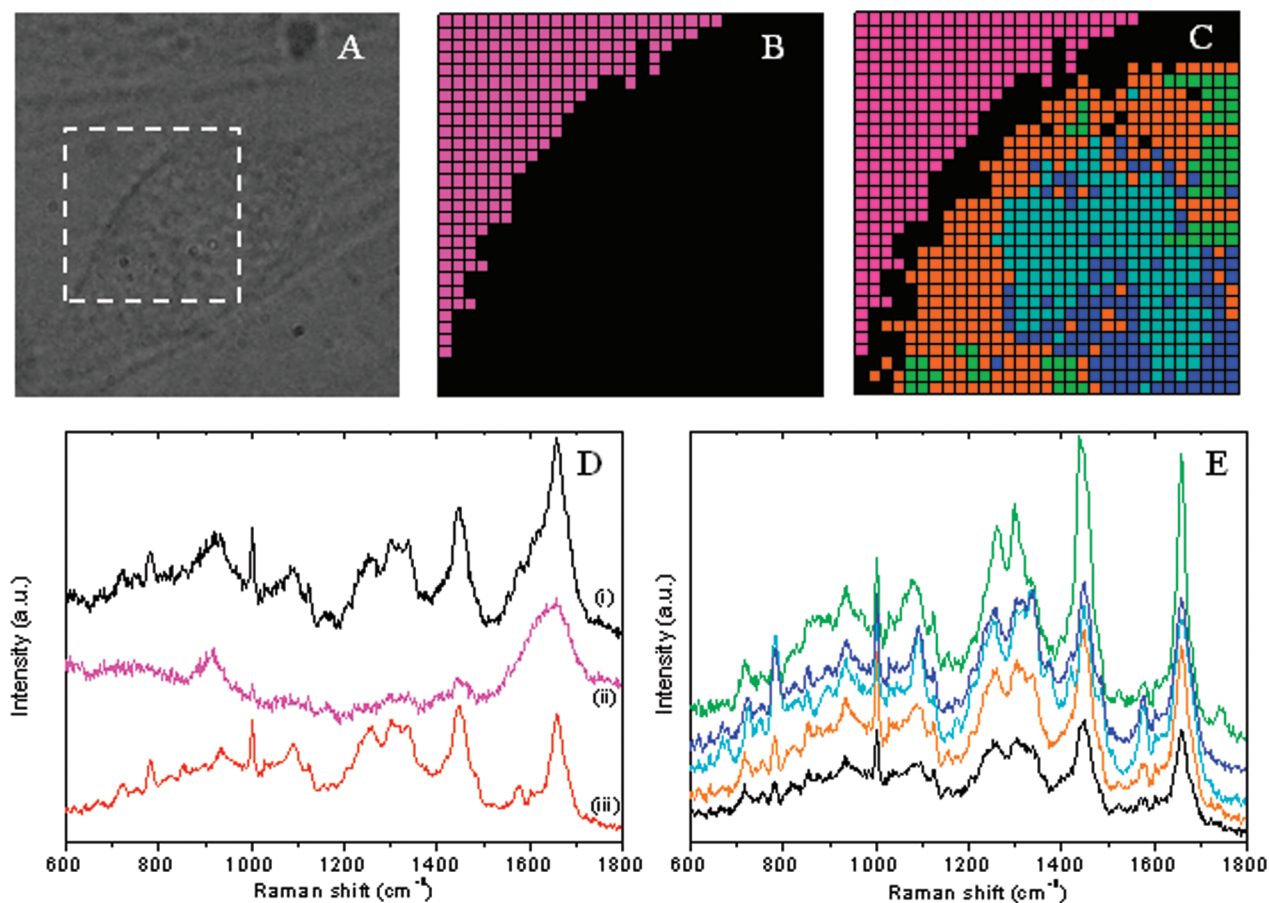 A
B
C
D
(i)
(ii)
(iii)
Intensity (a.u.)
600 800 1000 1200 1400 1600 1800
Raman shift (cm⁻¹)
E
Intensity (a.u.)
600 800 1000 1200 1400 1600 1800
Raman shift (cm⁻¹)